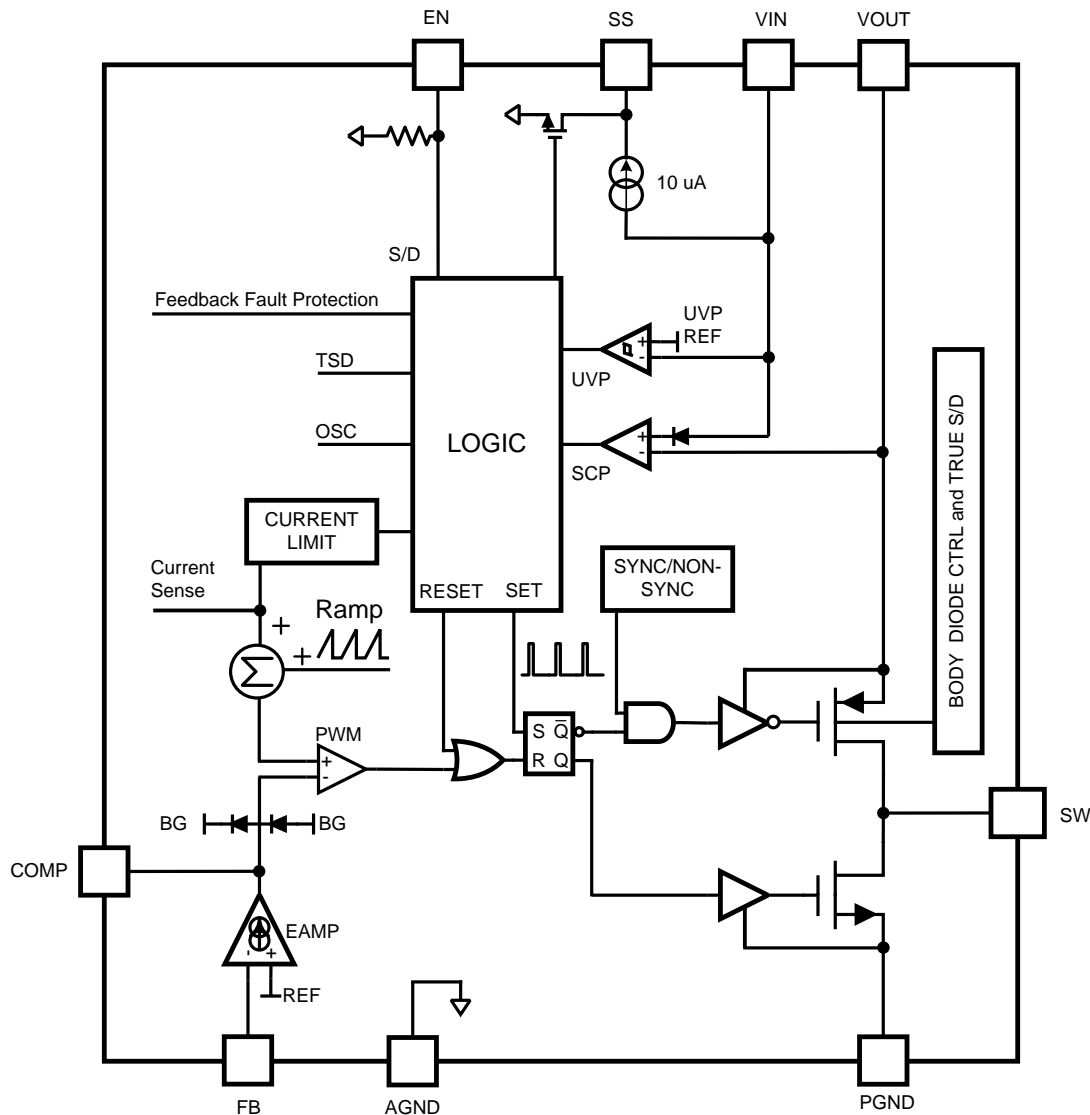 EN
SS
VIN
VOUT
10 uA
S/D
Feedback Fault Protection
UVP
REF
+
-
TSD
UVP
OSC
LOGIC
+
-
SCP
BODY DIODE CTRL and TRUE S/D
CURRENT
LIMIT
SYNC/NON-
SYNC
Current
Sense
RESET
SET
Ramp
+
+
Σ
PWM
S
Q̅
R
Q
+
-
BG
BG
SW
COMP
EAMP
-
+
REF
FB
AGND
PGND